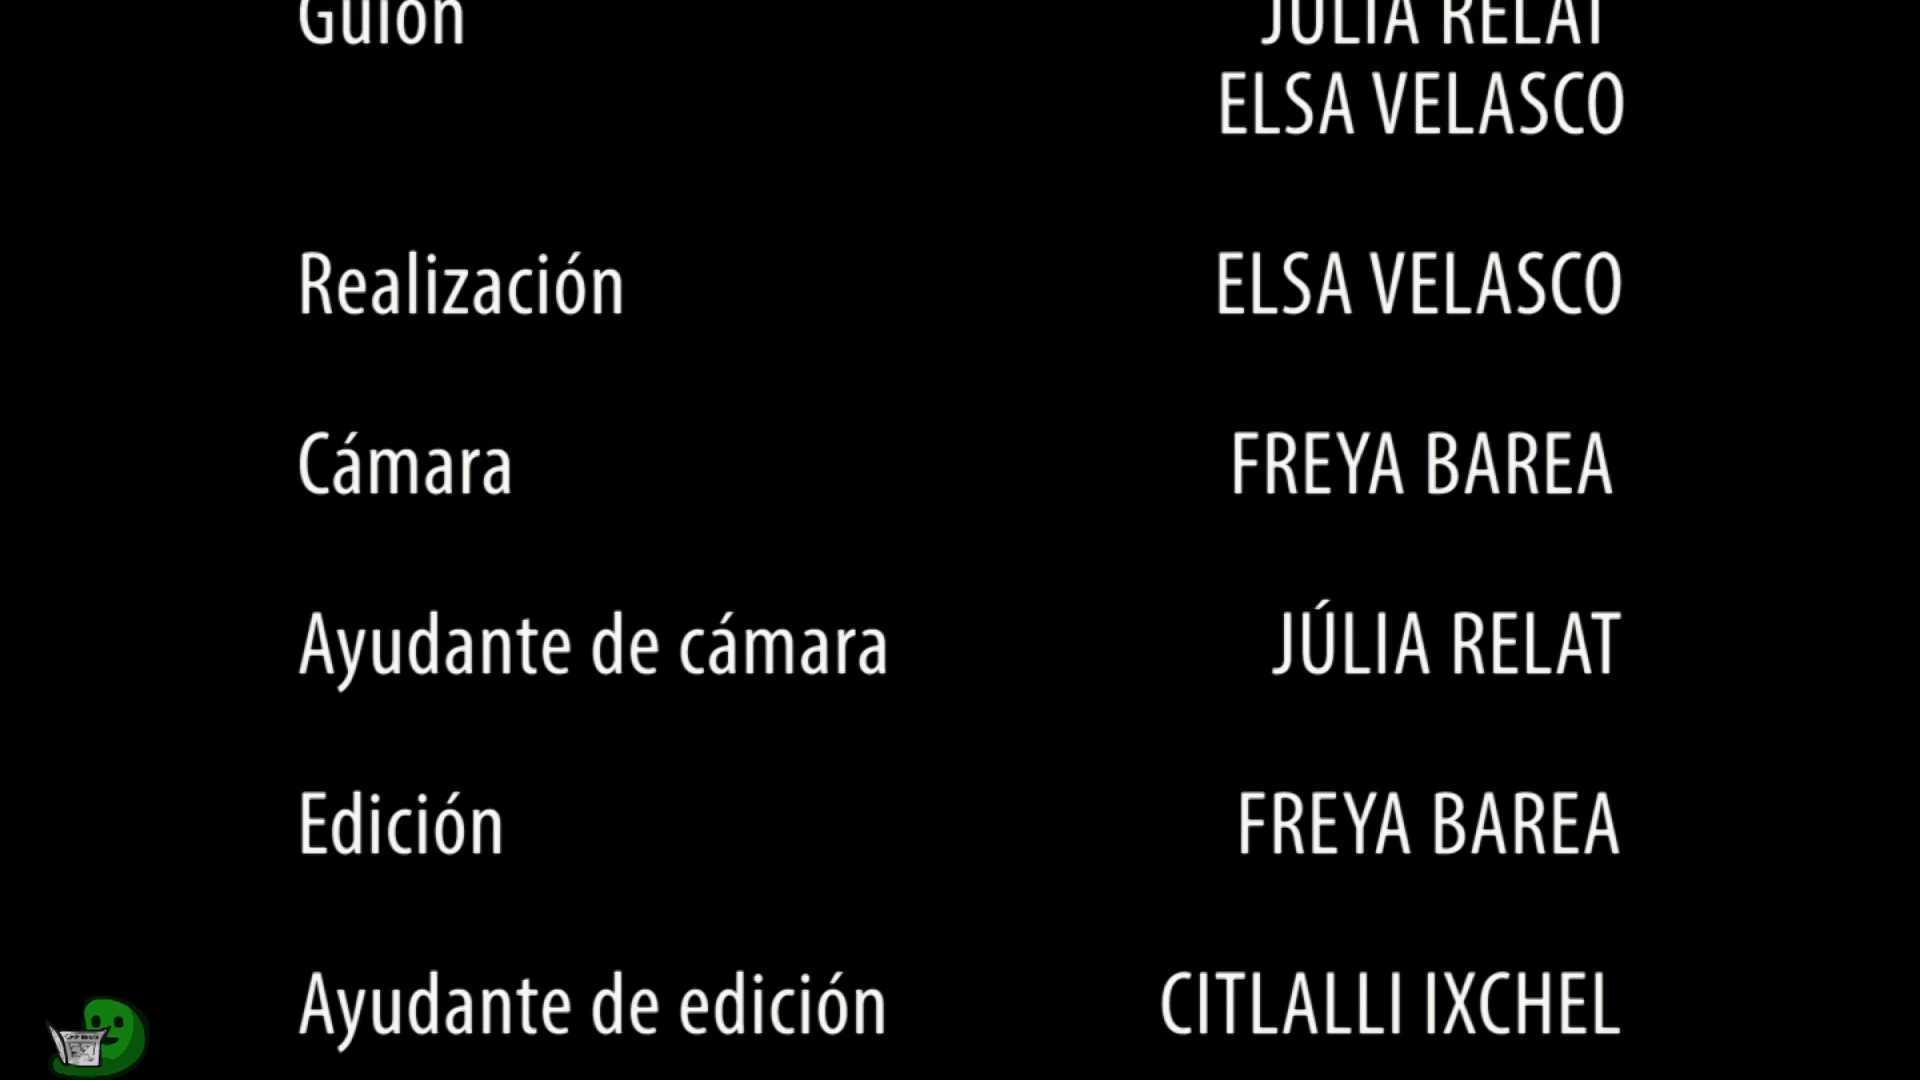 Guión JÚLIA RELAT
ELSA VELASCO
Realización ELSA VELASCO
Cámara FREYA BAREA
Ayudante de cámara JÚLIA RELAT
Edición FREYA BAREA
Ayudante de edición CITLALLI IXCHEL